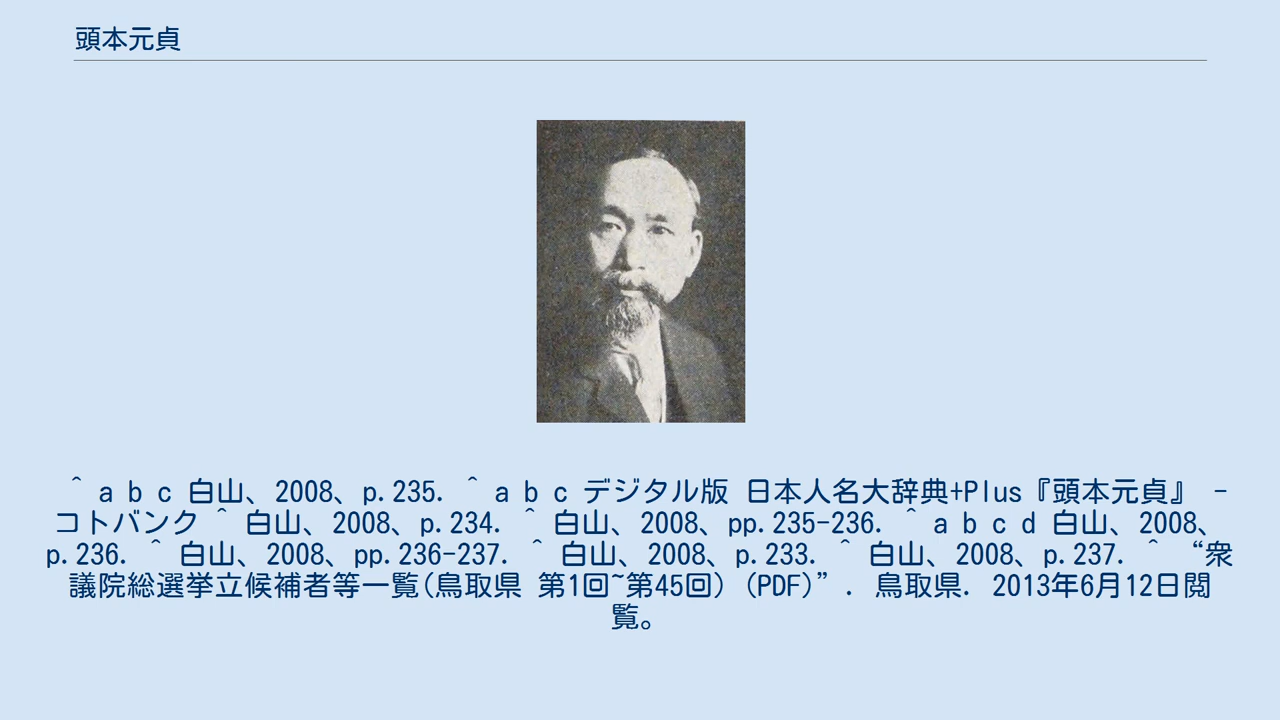 頭本元貞
^ a b c 白山、2008、p.235. ^ a b c デジタル版 日本人名大辞典+Plus『頭本元貞』 -
コトバンク ^ 白山、2008、p.234. ^ 白山、2008、pp.235-236. ^ a b c d 白山、2008、
p.236. ^ 白山、2008、pp.236-237. ^ 白山、2008、p.233. ^ 白山、2008、p.237. ^ “衆
議院総選挙立候補者等一覧(鳥取県 第1回~第45回) (PDF)”. 鳥取県. 2013年6月12日閲
覧。